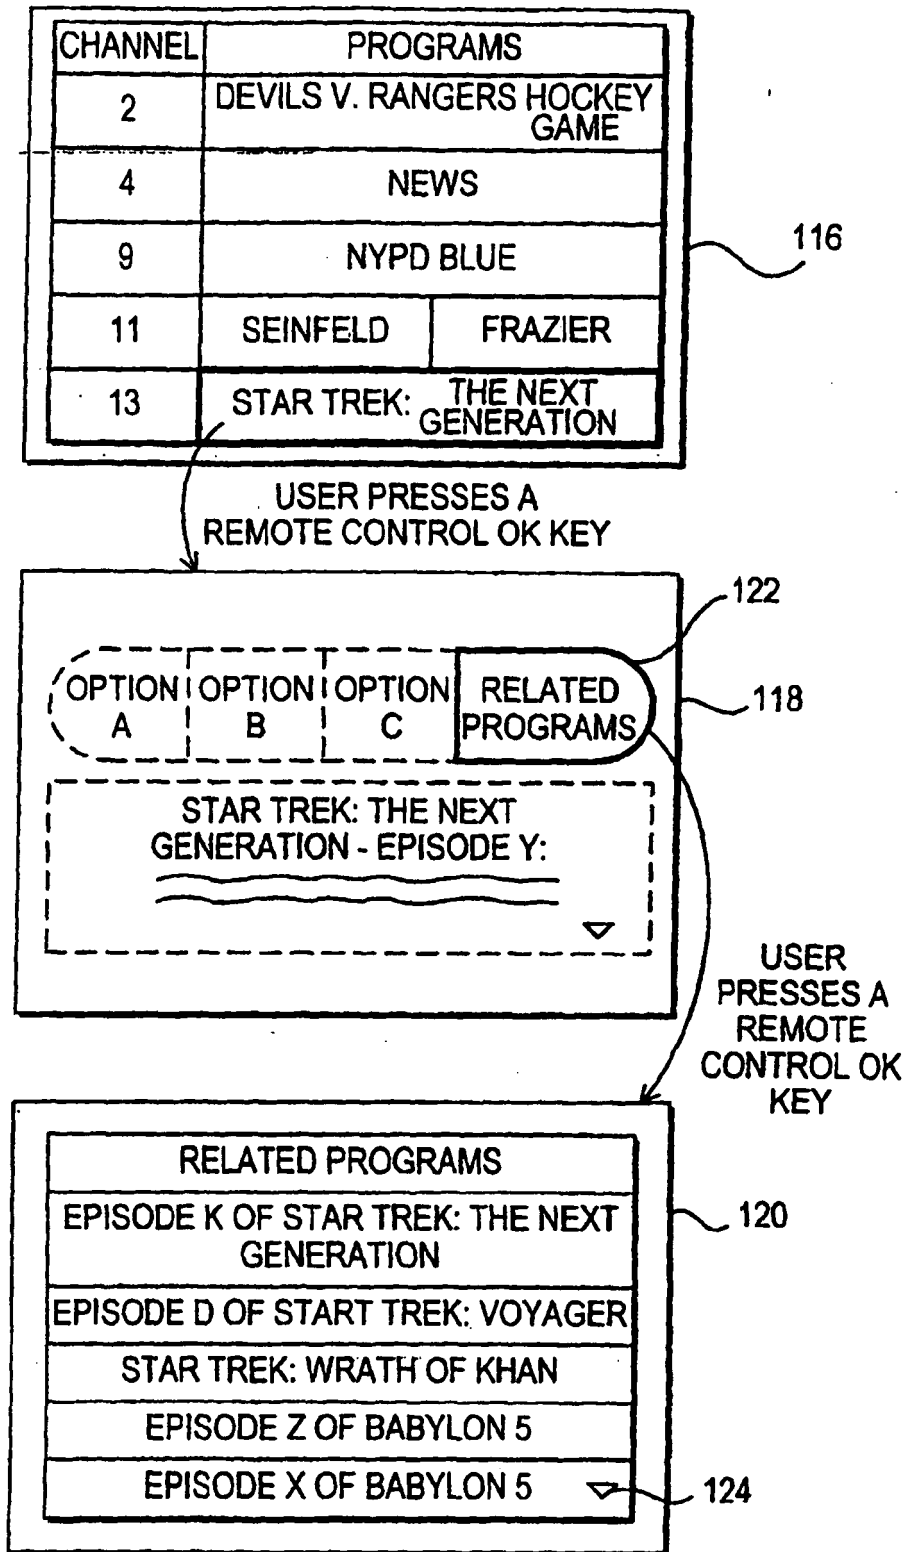 CHANNEL PROGRAMS
2 DEVILS V. RANGERS HOCKEY
GAME
4 NEWS
9 NYPD BLUE
116
11 SEINFELD FRAZIER
13 STAR TREK: THE NEXT
GENERATION
USER PRESSES A
REMOTE CONTROL OK KEY
122
118
OPTION A
OPTION B
OPTION C
RELATED
PROGRAMS
STAR TREK: THE NEXT
GENERATION - EPISODE Y:
USER
PRESSES A
REMOTE
CONTROL OK
KEY
RELATED PROGRAMS
120
EPISODE K OF STAR TREK: THE NEXT
GENERATION
EPISODE D OF START TREK: VOYAGER
STAR TREK: WRATH OF KHAN
EPISODE Z OF BABYLON 5
EPISODE X OF BABYLON 5
124